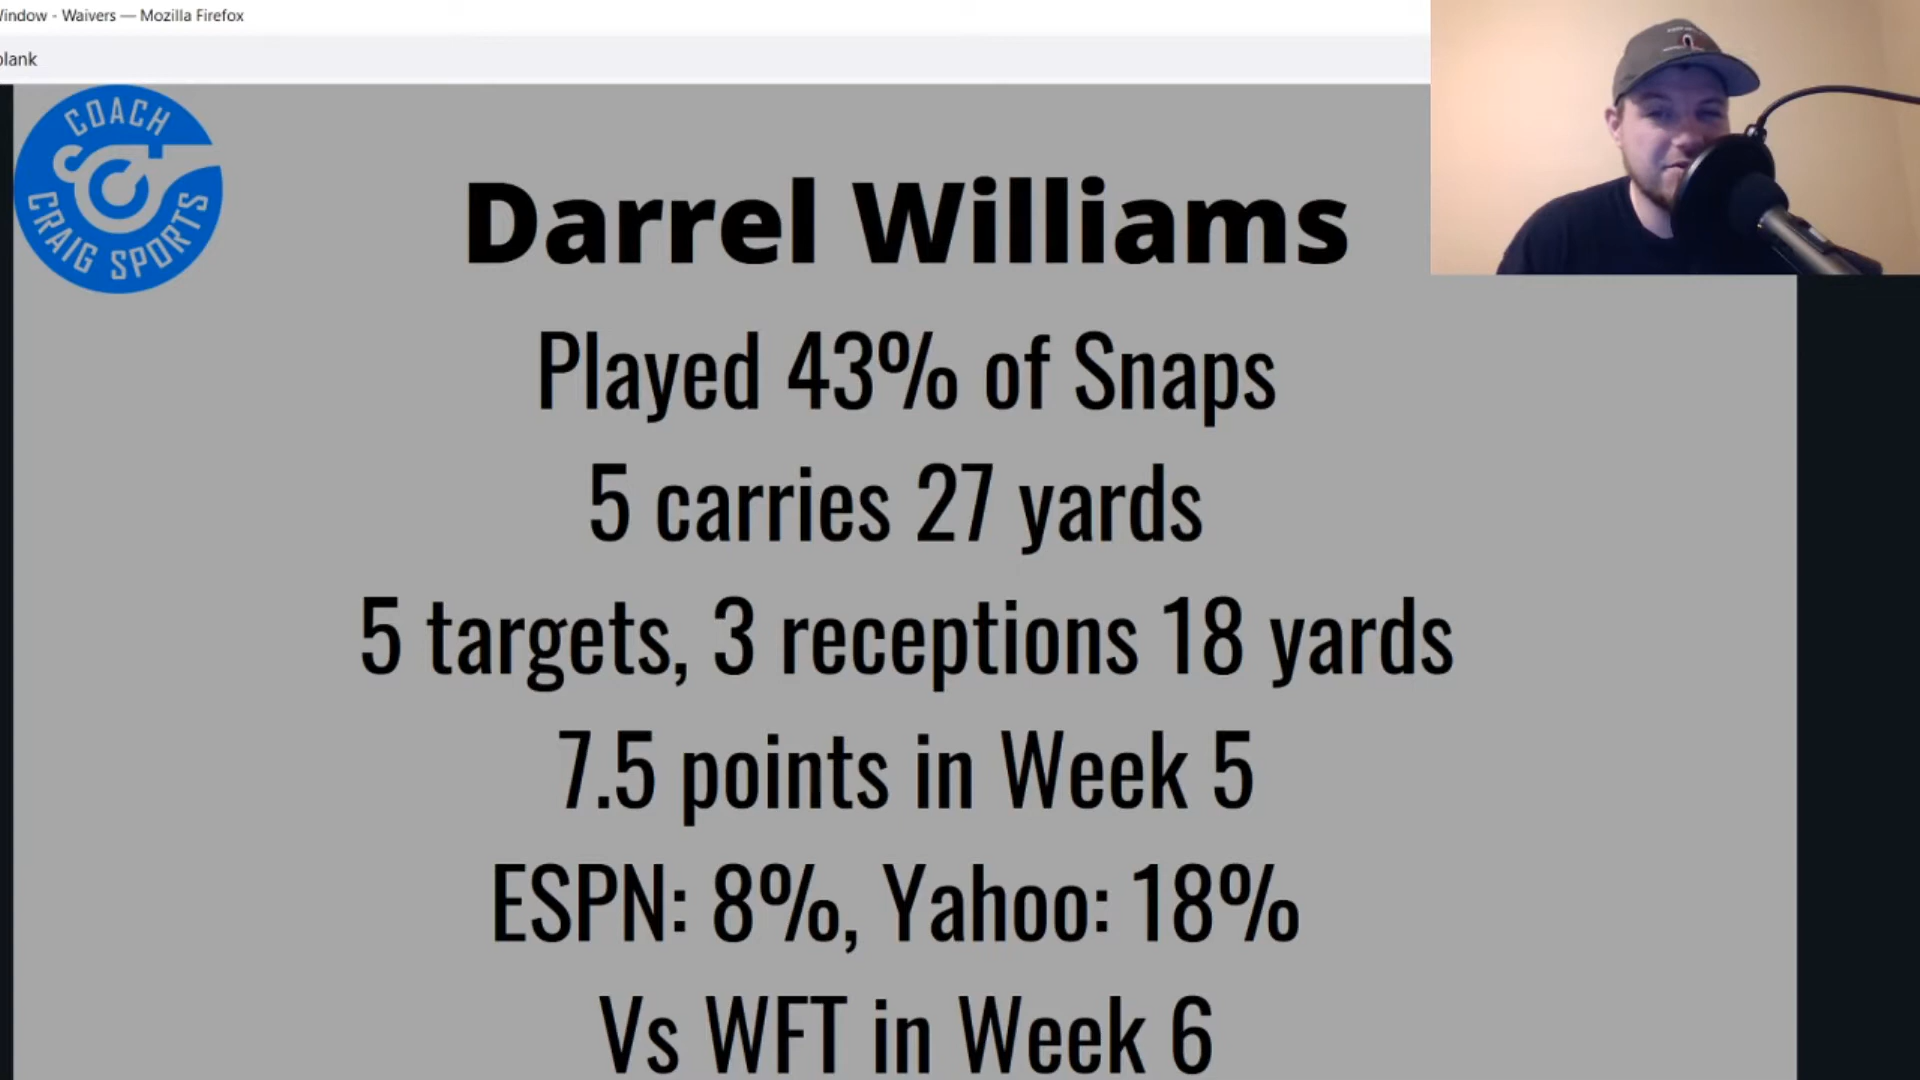 Window - Waivers — Mozilla Firefox
blank
COACH
CRAIG SPORTS
Darrel Williams
Played 43% of Snaps
5 carries 27 yards
5 targets, 3 receptions 18 yards
7.5 points in Week 5
ESPN: 8%, Yahoo: 18%
Vs WFT in Week 6